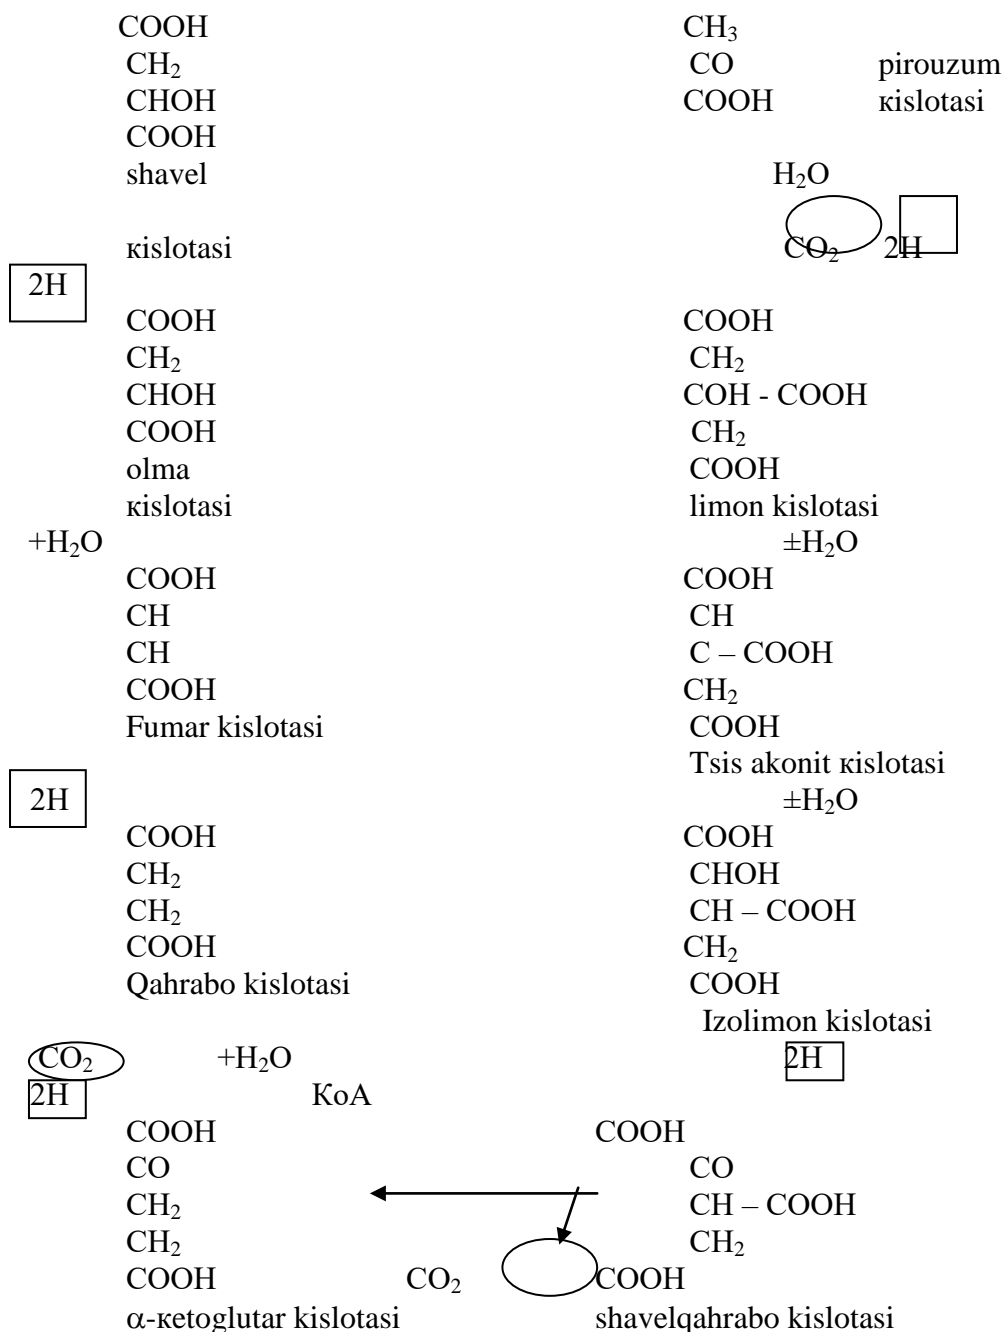 COOH CH₃
CH₂ CO pirouzum
CHOH COOH кislotasi
COOH
shavel H₂O
кislotasi CO₂ 2H
2H
COOH COOH
CH₂ CH₂
CHOH COH - COOH
COOH CH₂
olma COOH
кislotasi limon kislotasi
+H₂O ±H₂O
COOH COOH
CH CH
CH C – COOH
COOH CH₂
Fumar kislotasi COOH
Tsis akonit кislotasi
2H ±H₂O
COOH COOH
CH₂ CHOH
CH₂ CH – COOH
COOH CH₂
Qahrabo kislotasi COOH
Izolimon kislotasi
CO₂ +H₂O 2H
2H КoA
COOH COOH
CO CO
CH₂ CH – COOH
CH₂ CH₂
COOH CO₂ COOH
α-кetoglutar kislotasi shavelqahrabo kislotasi